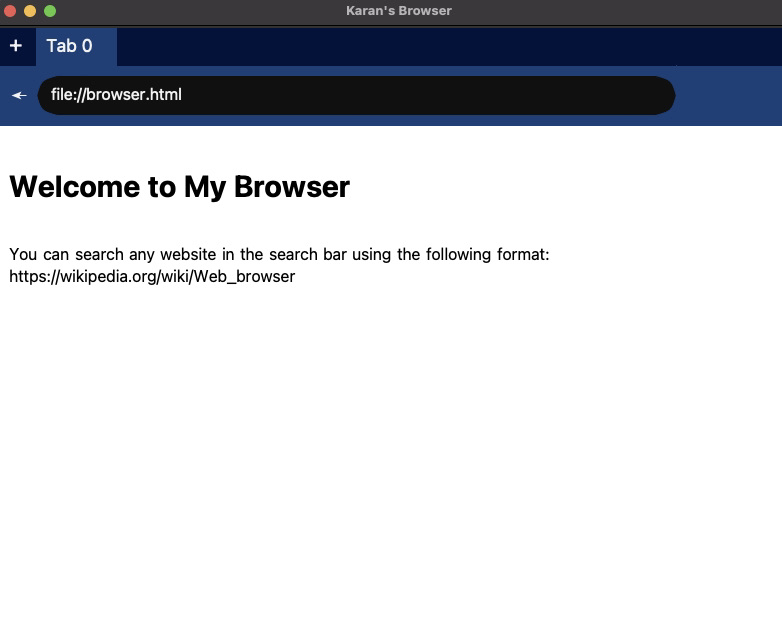 Karan's Browser
+ Tab 0
file://browser.html
Welcome to My Browser
You can search any website in the search bar using the following format:
https://wikipedia.org/wiki/Web_browser